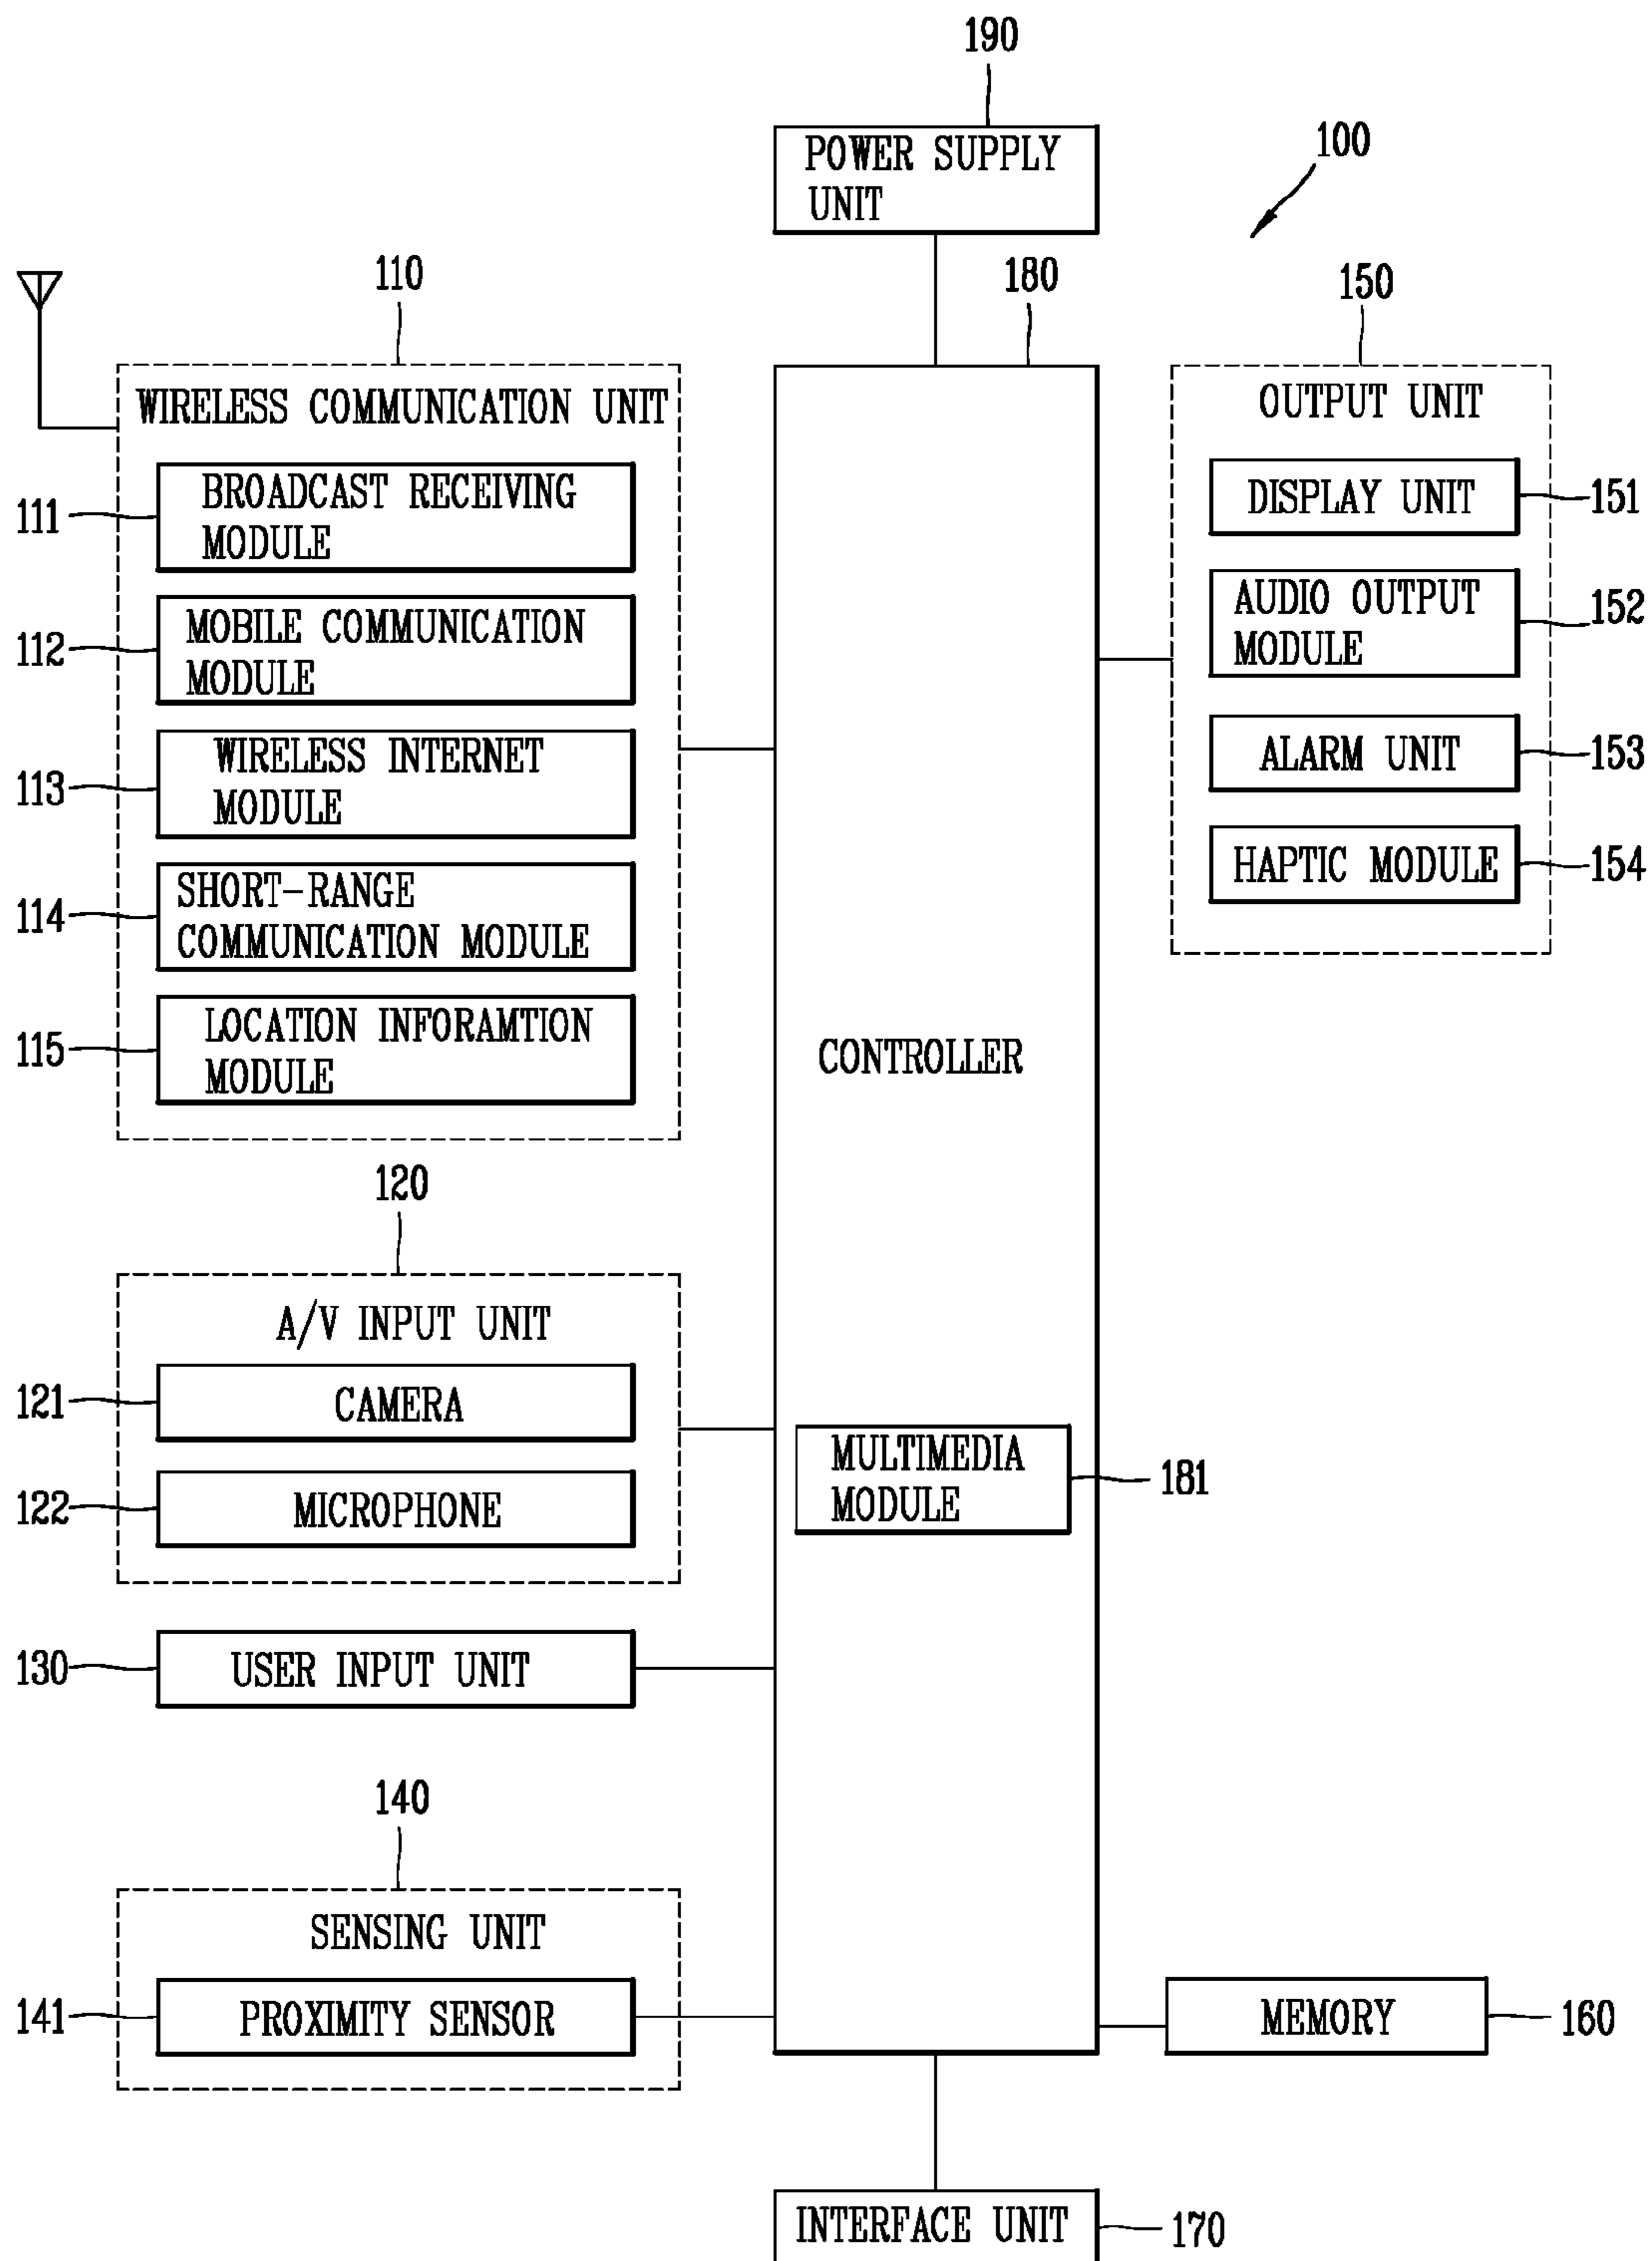 190
POWER SUPPLY
UNIT
100
110
180
150
WIRELESS COMMUNICATION UNIT
111
BROADCAST RECEIVING
MODULE
112
MOBILE COMMUNICATION
MODULE
113
WIRELESS INTERNET
MODULE
114
SHORT-RANGE
COMMUNICATION MODULE
115
LOCATION INFORAMTION
MODULE
OUTPUT UNIT
DISPLAY UNIT
151
AUDIO OUTPUT
MODULE
152
ALARM UNIT
153
HAPTIC MODULE
154
CONTROLLER
120
A/V INPUT UNIT
121
CAMERA
122
MICROPHONE
MULTIMEDIA
MODULE
181
130
USER INPUT UNIT
140
SENSING UNIT
141
PROXIMITY SENSOR
MEMORY
160
INTERFACE UNIT
170